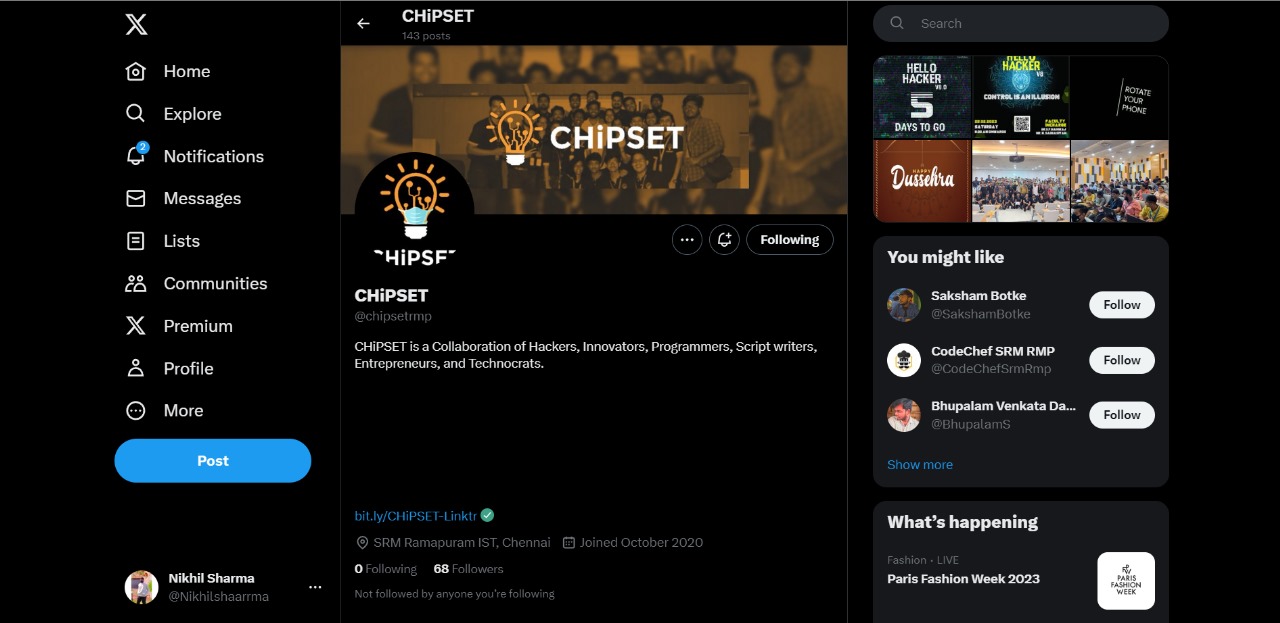 Home
Explore
2
Notifications
Messages
Lists
Communities
Premium
Profile
More
Post
Nikhil Sharma
@Nikhilshaarrma
CHiPSET
143 posts
CHiPSET
CHiPSET
Following
CHiPSET
@chipsetrmp
CHiPSET is a Collaboration of Hackers, Innovators, Programmers, Script writers,
Entrepreneurs, and Technocrats.
bit.ly/CHiPSET-Linktr
SRM Ramapuram IST, Chennai Joined October 2020
0 Following 68 Followers
Not followed by anyone you're following
Search
HELLO
HACKER
5
DAYS TO GO
HELLO
HACKER
CONTROL IS AN ILLUSION
ROTATE
YOUR
PHONE
HAPPY
Dussehra
You might like
Saksham Botke
@SakshamBotke
Follow
CodeChef SRM RMP
@CodeChefSrmRmp
Follow
Bhupalam Venkata Da...
@BhupalamS
Follow
Show more
What's happening
Fashion · LIVE
Paris Fashion Week 2023
PARIS
FASHION
WEEK